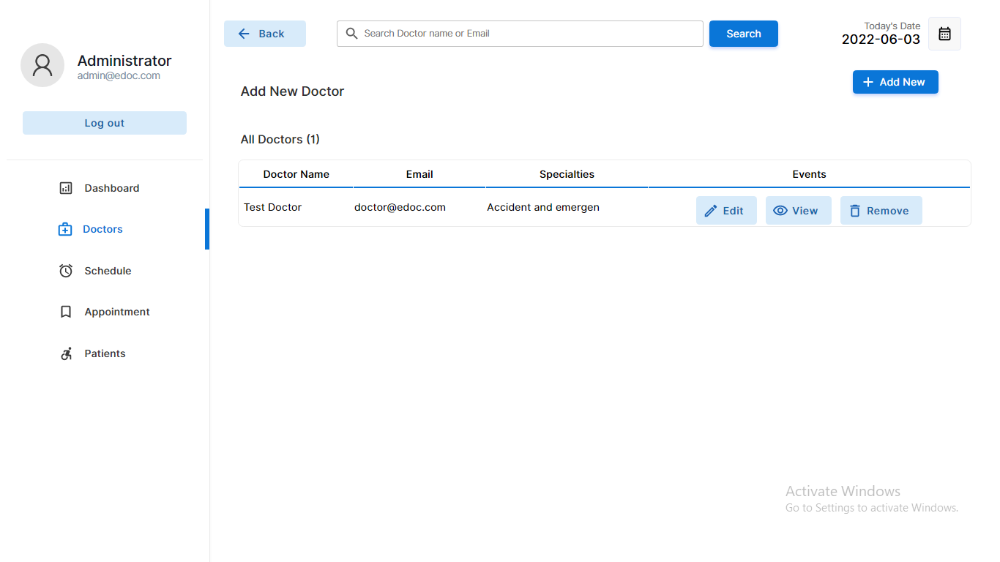 Administrator
admin@edoc.com
Log out
Dashboard
Doctors
Schedule
Appointment
Patients
Back
Search Doctor name or Email
Search
Today's Date
2022-06-03
Add New Doctor
Add New
All Doctors (1)
Doctor Name Email Specialties Events
Test Doctor doctor@edoc.com Accident and emergen Edit View Remove
Activate Windows
Go to Settings to activate Windows.